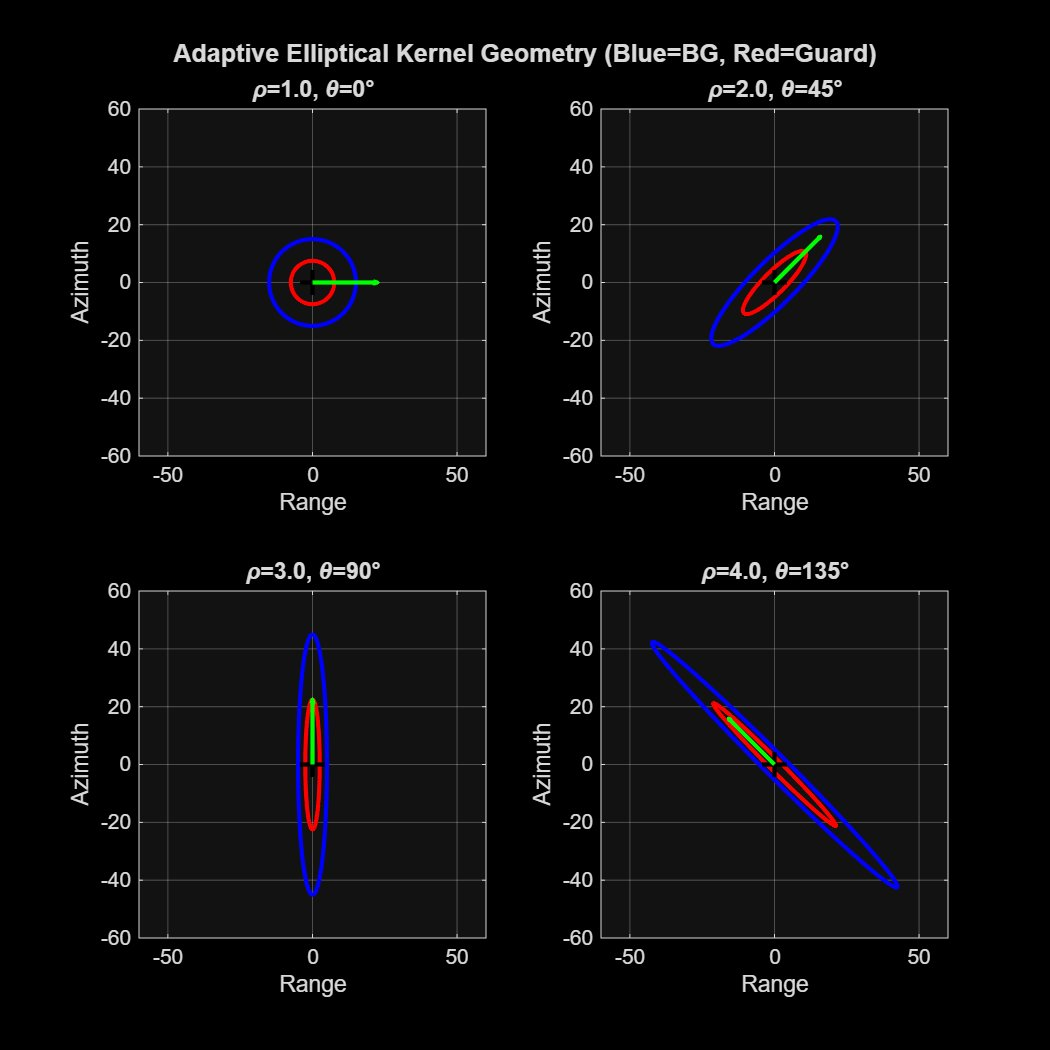 Adaptive Elliptical Kernel Geometry (Blue=BG, Red=Guard)
ρ=1.0, θ=0°
60
40
20
0
-20
-40
-60
Azimuth
-50 0 50
Range
ρ=2.0, θ=45°
60
40
20
0
-20
-40
-60
Azimuth
-50 0 50
Range
ρ=3.0, θ=90°
60
40
20
0
-20
-40
-60
Azimuth
-50 0 50
Range
ρ=4.0, θ=135°
60
40
20
0
-20
-40
-60
Azimuth
-50 0 50
Range